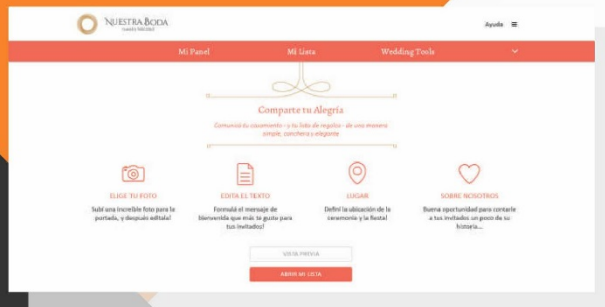 NUESTRA BODA
Ayuda
Mi Panel Mi Lista Wedding Tools
Comparte tu Alegría
Comunicá tu casamiento - y tu lista de regalos - de una manera
simple, canchera y elegante
ELIGE TU FOTO
Subí una increíble foto para la
portada, y después editala!
EDITA EL TEXTO
Formulá el mensaje de
bienvenida que más te guste para
tus invitados!
LUGAR
Definí la ubicación de la
ceremonia y la fiesta!
SOBRE NOSOTROS
Buena oportunidad para contarle
a tus invitados un poco de su
historia...
VISTA PREVIA
ABRIR MI LISTA